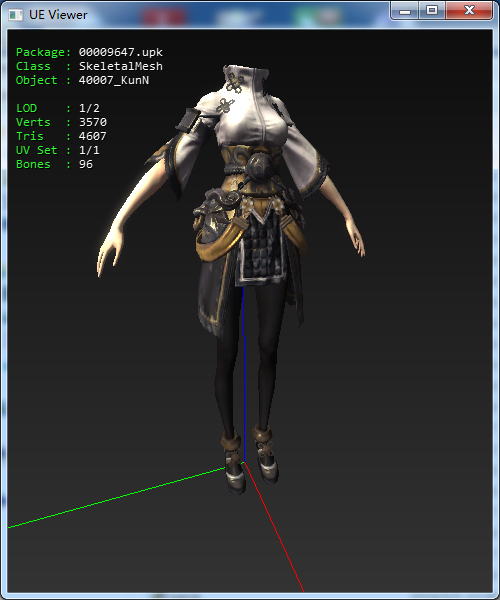 UE Viewer
Package: 00009647.upk
Class : SkeletalMesh
Object : 40007_KunN
LOD : 1/2
Verts : 3570
Tris : 4607
UV Set : 1/1
Bones : 96